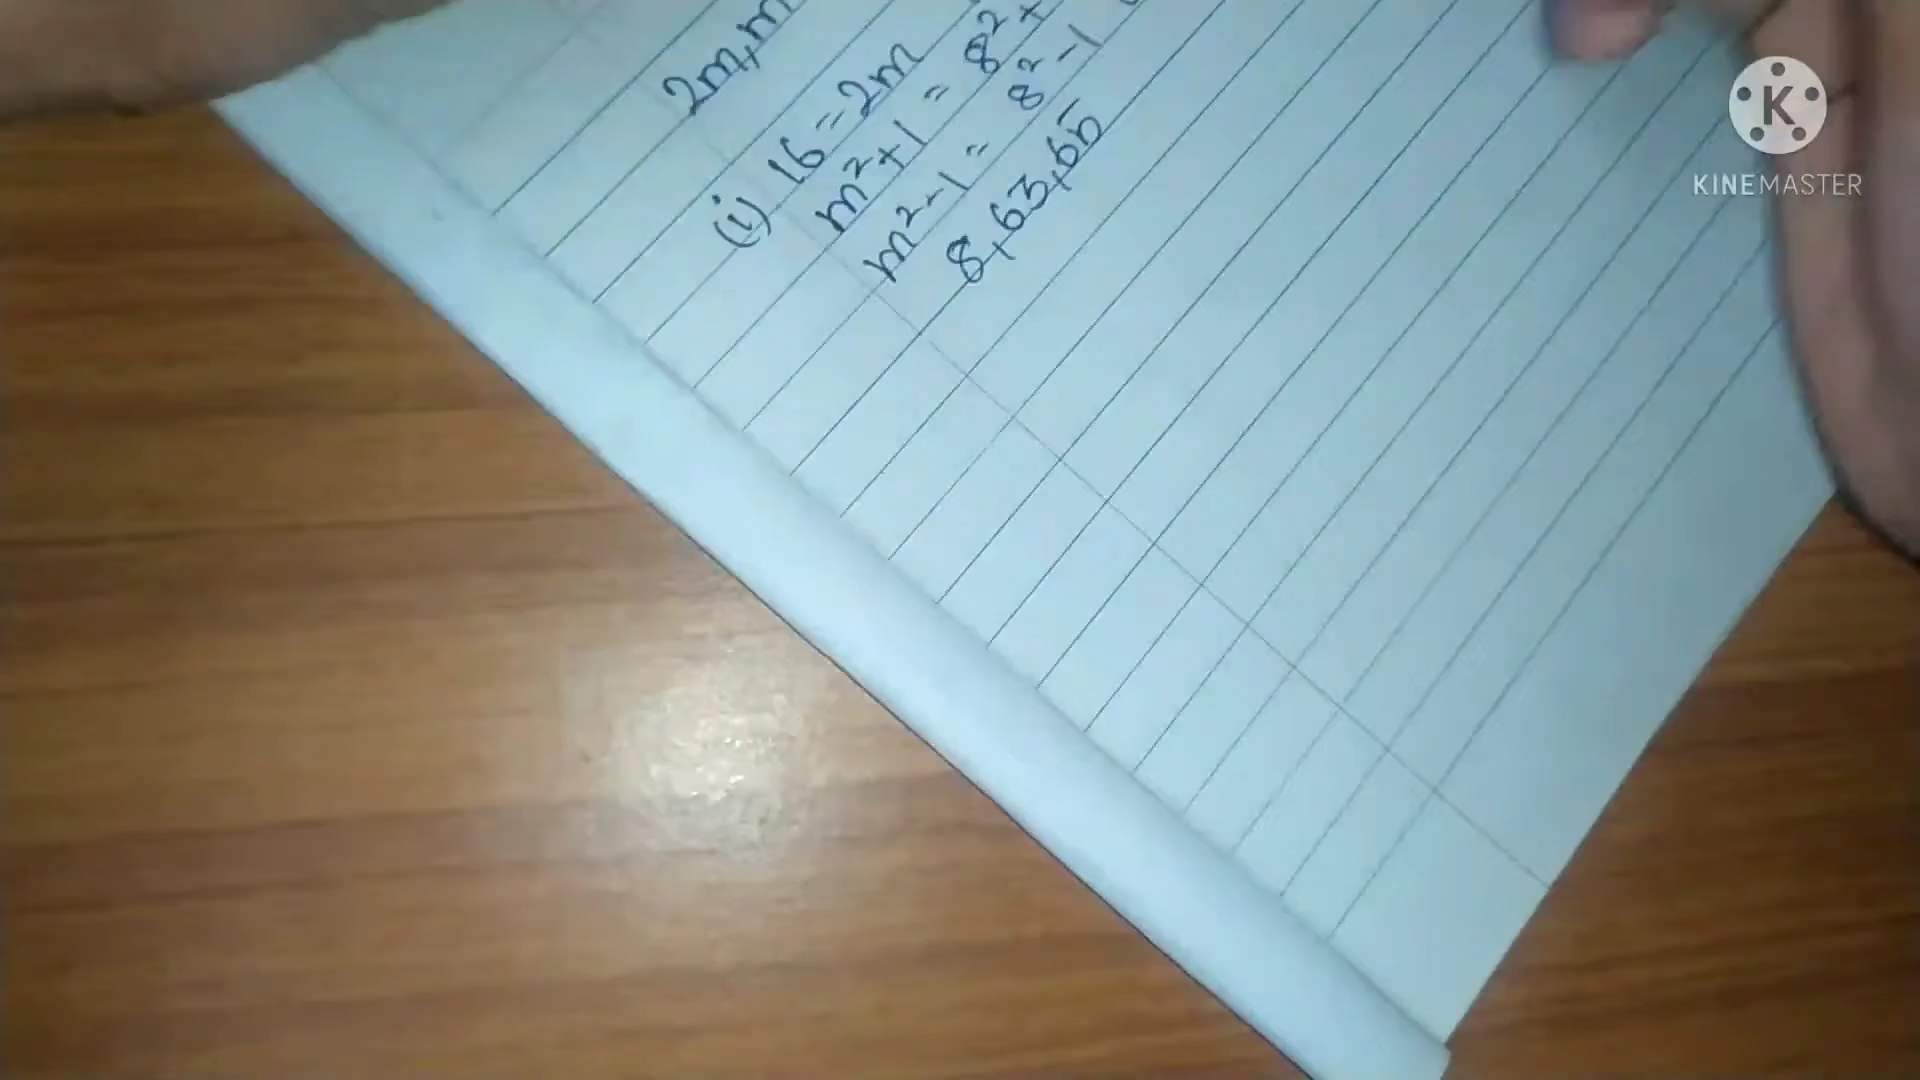 2m, m
(i) 16 = 2m
m²+1 = 8²+
m²-1 = 8²-1
8, 63, 65
K
KINEMASTER